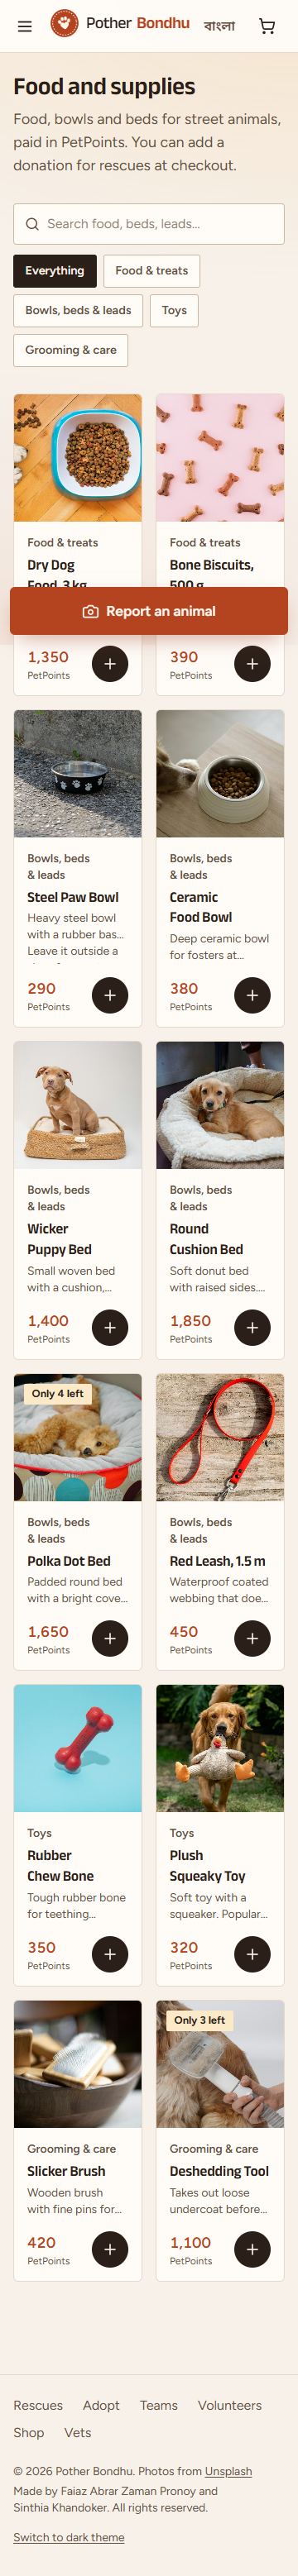 Pother Bondhu
বাংলা
Food and supplies
Food, bowls and beds for street animals,
paid in PetPoints. You can add a
donation for rescues at checkout.
Search food, beds, leads...
Everything
Food & treats
Bowls, beds & leads
Toys
Grooming & care
Food & treats
Dry Dog
Food, 3 kg
1,350
PetPoints
Food & treats
Bone Biscuits,
500 g
390
PetPoints
Report an animal
Bowls, beds
& leads
Steel Paw Bowl
Heavy steel bowl
with a rubber bas...
Leave it outside a
290
PetPoints
Bowls, beds
& leads
Ceramic
Food Bowl
Deep ceramic bowl
for fosters at...
380
PetPoints
Bowls, beds
& leads
Wicker
Puppy Bed
Small woven bed
with a cushion,...
1,400
PetPoints
Bowls, beds
& leads
Round
Cushion Bed
Soft donut bed
with raised sides....
1,850
PetPoints
Only 4 left
Bowls, beds
& leads
Polka Dot Bed
Padded round bed
with a bright cove...
1,650
PetPoints
Bowls, beds
& leads
Red Leash, 1.5 m
Waterproof coated
webbing that doe...
450
PetPoints
Toys
Rubber
Chew Bone
Tough rubber bone
for teething...
350
PetPoints
Toys
Plush
Squeaky Toy
Soft toy with a
squeaker. Popular...
320
PetPoints
Grooming & care
Slicker Brush
Wooden brush
with fine pins for...
420
PetPoints
Only 3 left
Grooming & care
Deshedding Tool
Takes out loose
undercoat before...
1,100
PetPoints
Rescues Adopt Teams Volunteers
Shop Vets
© 2026 Pother Bondhu. Photos from Unsplash
Made by Faiaz Abrar Zaman Pronoy and
Sinthia Khandoker. All rights reserved.
Switch to dark theme